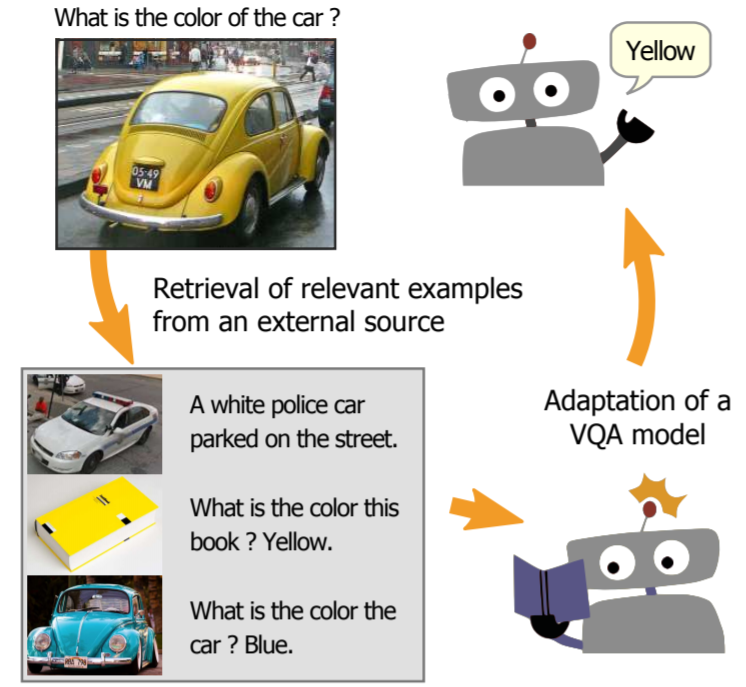 What is the color of the car ?
Yellow
05-49
VM
Retrieval of relevant examples
from an external source
A white police car
parked on the street.
Adaptation of a
VQA model
What is the color this
book ? Yellow.
What is the color the
car ? Blue.